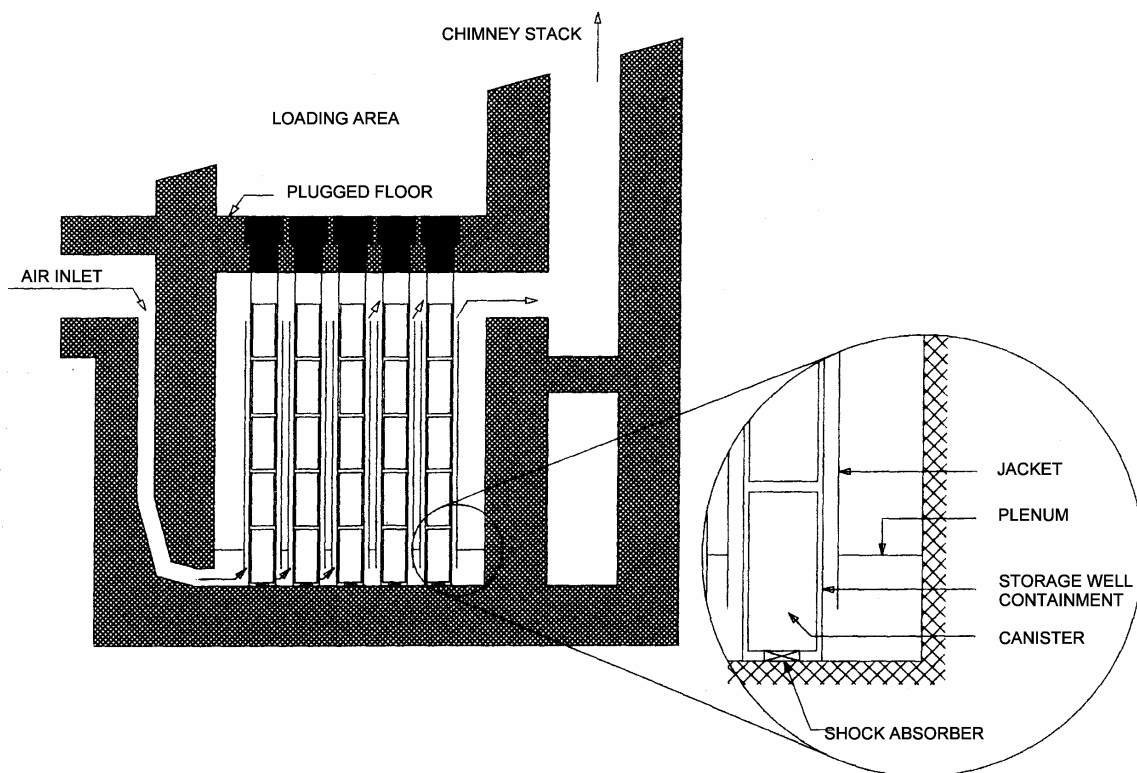 CHIMNEY STACK
LOADING AREA
PLUGGED FLOOR
AIR INLET
JACKET
PLENUM
STORAGE WELL
CONTAINMENT
CANISTER
SHOCK ABSORBER